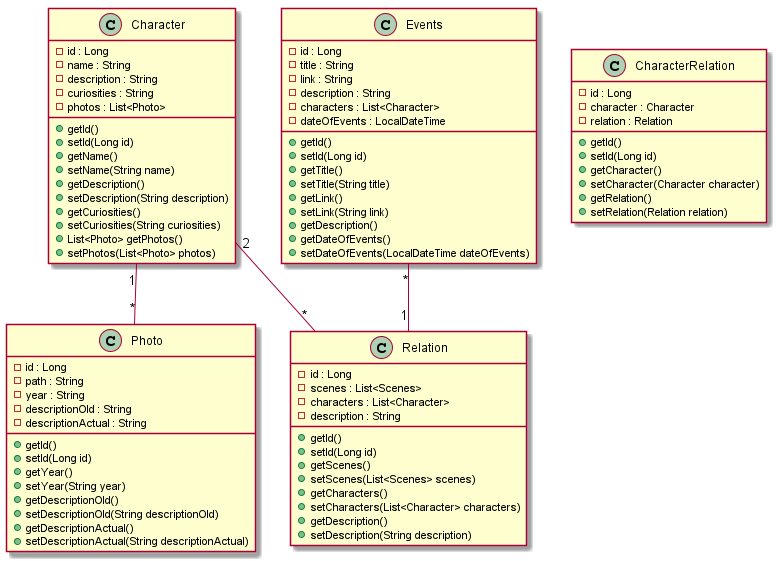 C Character
id : Long
name : String
description : String
curiosities : String
photos : List<Photo>
getId()
setId(Long id)
getName()
setName(String name)
getDescription()
setDescription(String description)
getCuriosities()
setCuriosities(String curiosities)
List<Photo> getPhotos()
setPhotos(List<Photo> photos)
C Events
id : Long
title : String
link : String
description : String
characters : List<Character>
dateOfEvents : LocalDateTime
getId()
setId(Long id)
getTitle()
setTitle(String title)
getLink()
setLink(String link)
getDescription()
getDateOfEvents()
setDateOfEvents(LocalDateTime dateOfEvents)
C CharacterRelation
id : Long
character : Character
relation : Relation
getId()
setId(Long id)
getCharacter()
setCharacter(Character character)
getRelation()
setRelation(Relation relation)
1
*
2
*
*
1
C Photo
id : Long
path : String
year : String
descriptionOld : String
descriptionActual : String
getId()
setId(Long id)
getYear()
setYear(String year)
getDescriptionOld()
setDescriptionOld(String descriptionOld)
getDescriptionActual()
setDescriptionActual(String descriptionActual)
C Relation
id : Long
scenes : List<Scenes>
characters : List<Character>
description : String
getId()
setId(Long id)
getScenes()
setScenes(List<Scenes> scenes)
getCharacters()
setCharacters(List<Character> characters)
getDescription()
setDescription(String description)